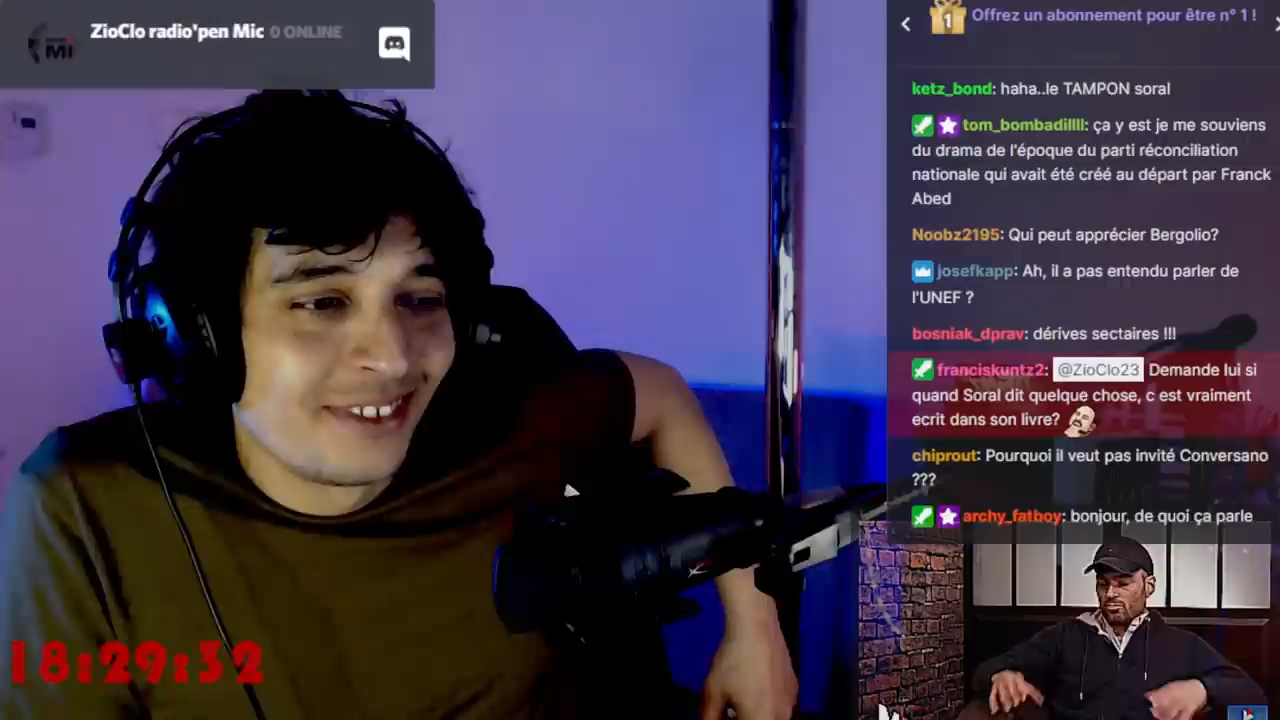 ZioClo radio'pen Mic 0 ONLINE
MI
1
Offrez un abonnement pour être n° 1 !
ketz_bond: haha..le TAMPON soral
tom_bombadillll: ça y est je me souviens
du drama de l'époque du parti réconciliation
nationale qui avait été créé au départ par Franck
Abed
Noobz2195: Qui peut apprécier Bergolio?
josefkapp: Ah, il a pas entendu parler de
l'UNEF ?
bosniak_dprav: dérives sectaires !!!
franciskuntz2: @ZioClo23 Demande lui si
quand Soral dit quelque chose, c est vraiment
ecrit dans son livre?
chiprout: Pourquoi il veut pas invité Conversano
???
archy_fatboy: bonjour, de quoi ça parle
18:29:32